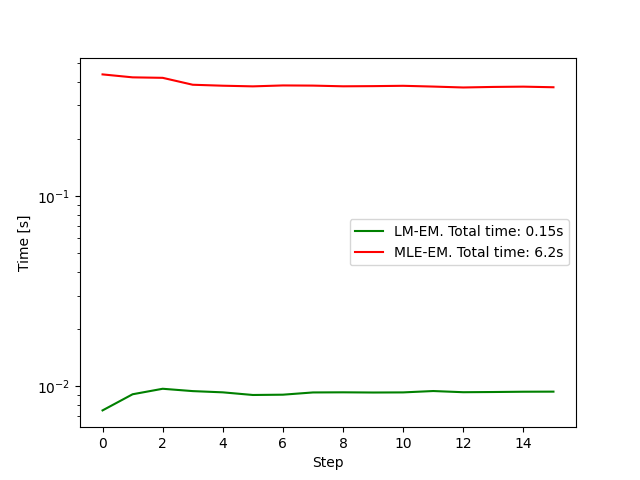 Time [s]
10⁻¹
10⁻²
LM-EM. Total time: 0.15s
MLE-EM. Total time: 6.2s
0 2 4 6 8 10 12 14
Step